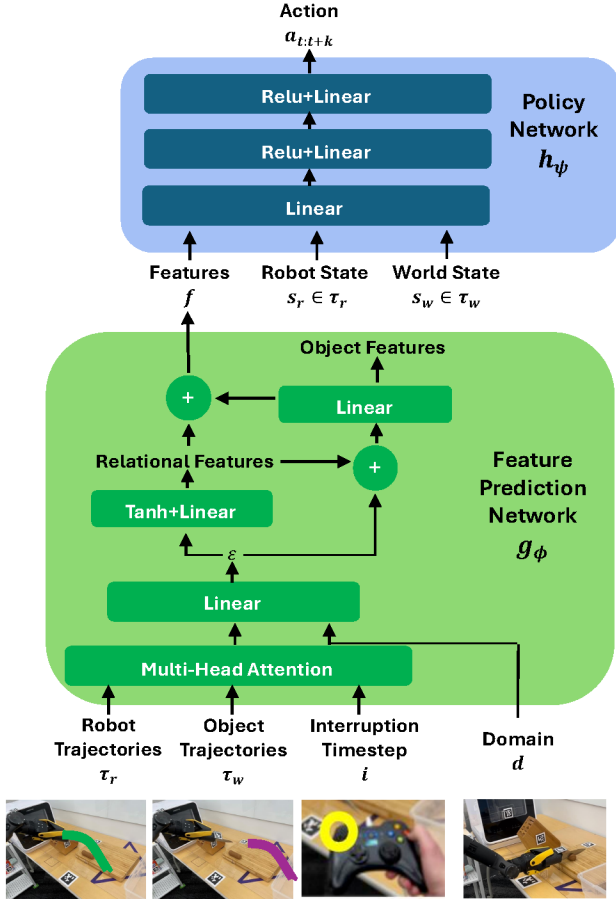 Action
a_{t:t+k}
Relu+Linear
Relu+Linear
Linear
Policy
Network
h_ψ
Features
f
Robot State
s_r ∈ τ_r
World State
s_w ∈ τ_w
Object Features
+
Linear
Relational Features
+
Tanh+Linear
ε
Linear
Multi-Head Attention
Feature
Prediction
Network
g_ϕ
Robot
Trajectories
τ_r
Object
Trajectories
τ_w
Interruption
Timestep
i
Domain
d